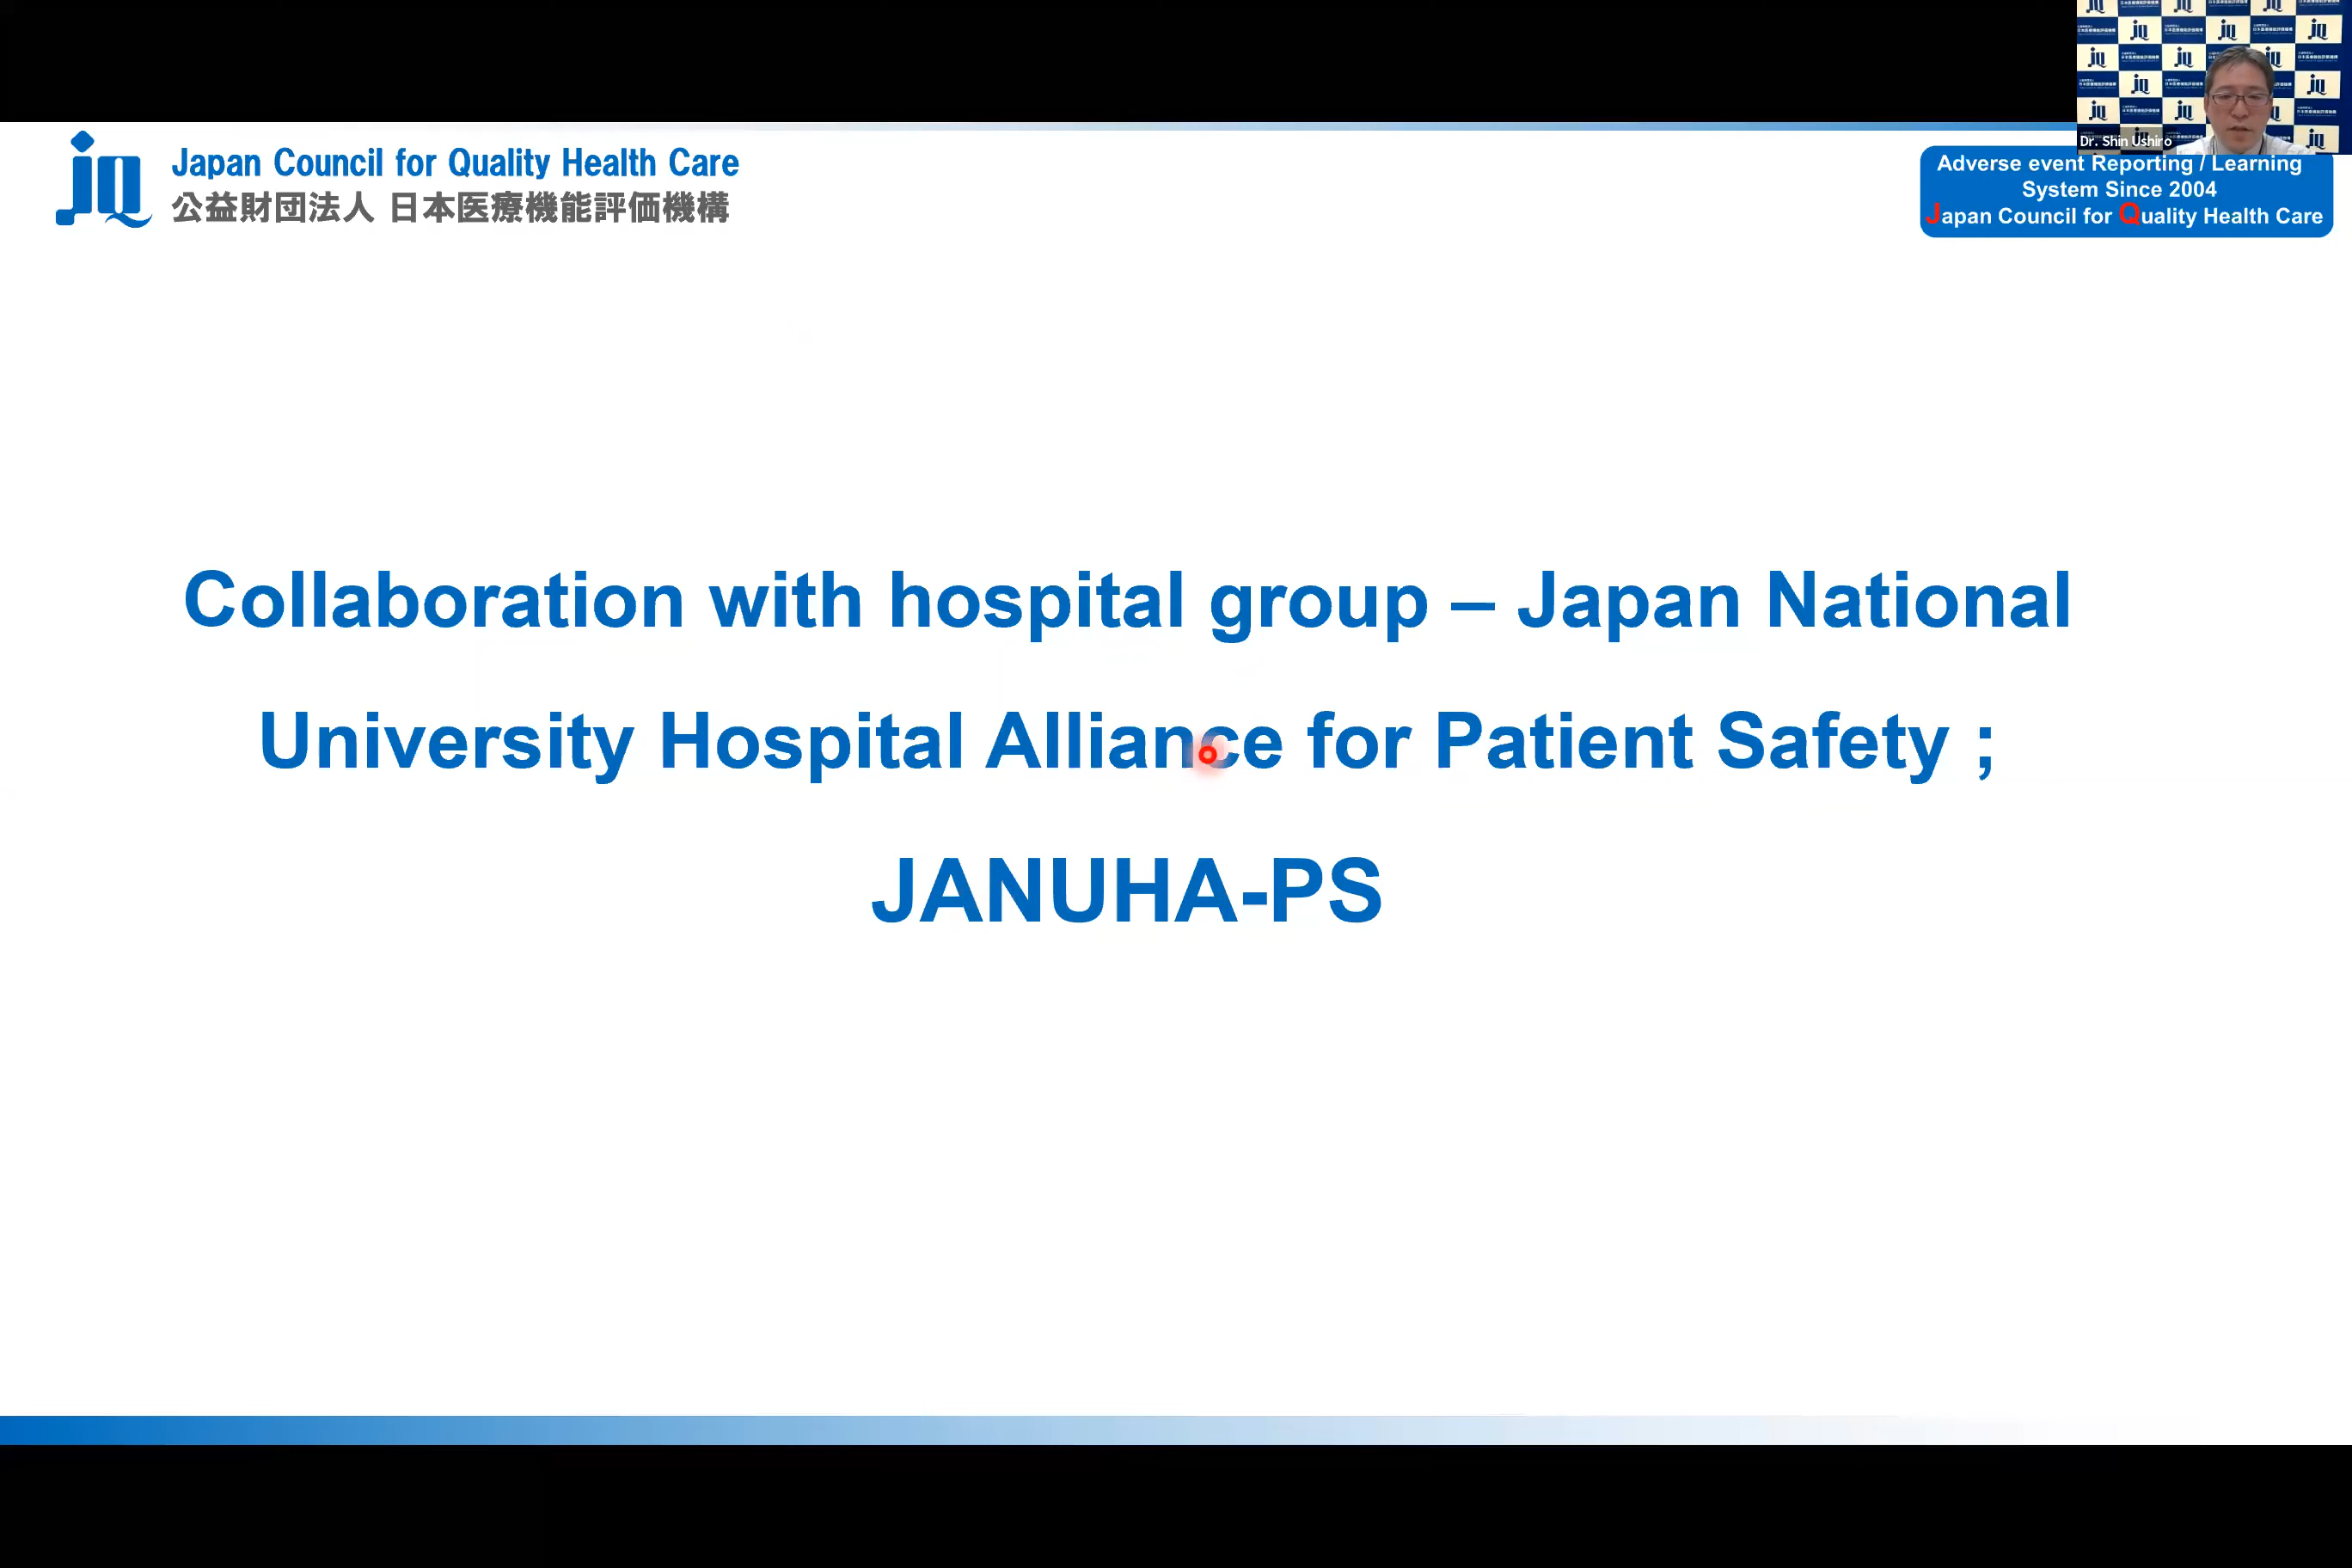 Dr. Shin Ushiro
Japan Council for Quality Health Care
公益財団法人 日本医療機能評価機構
Adverse event Reporting / Learning
System Since 2004
Japan Council for Quality Health Care
Collaboration with hospital group – Japan National
University Hospital Alliance for Patient Safety ;
JANUHA-PS